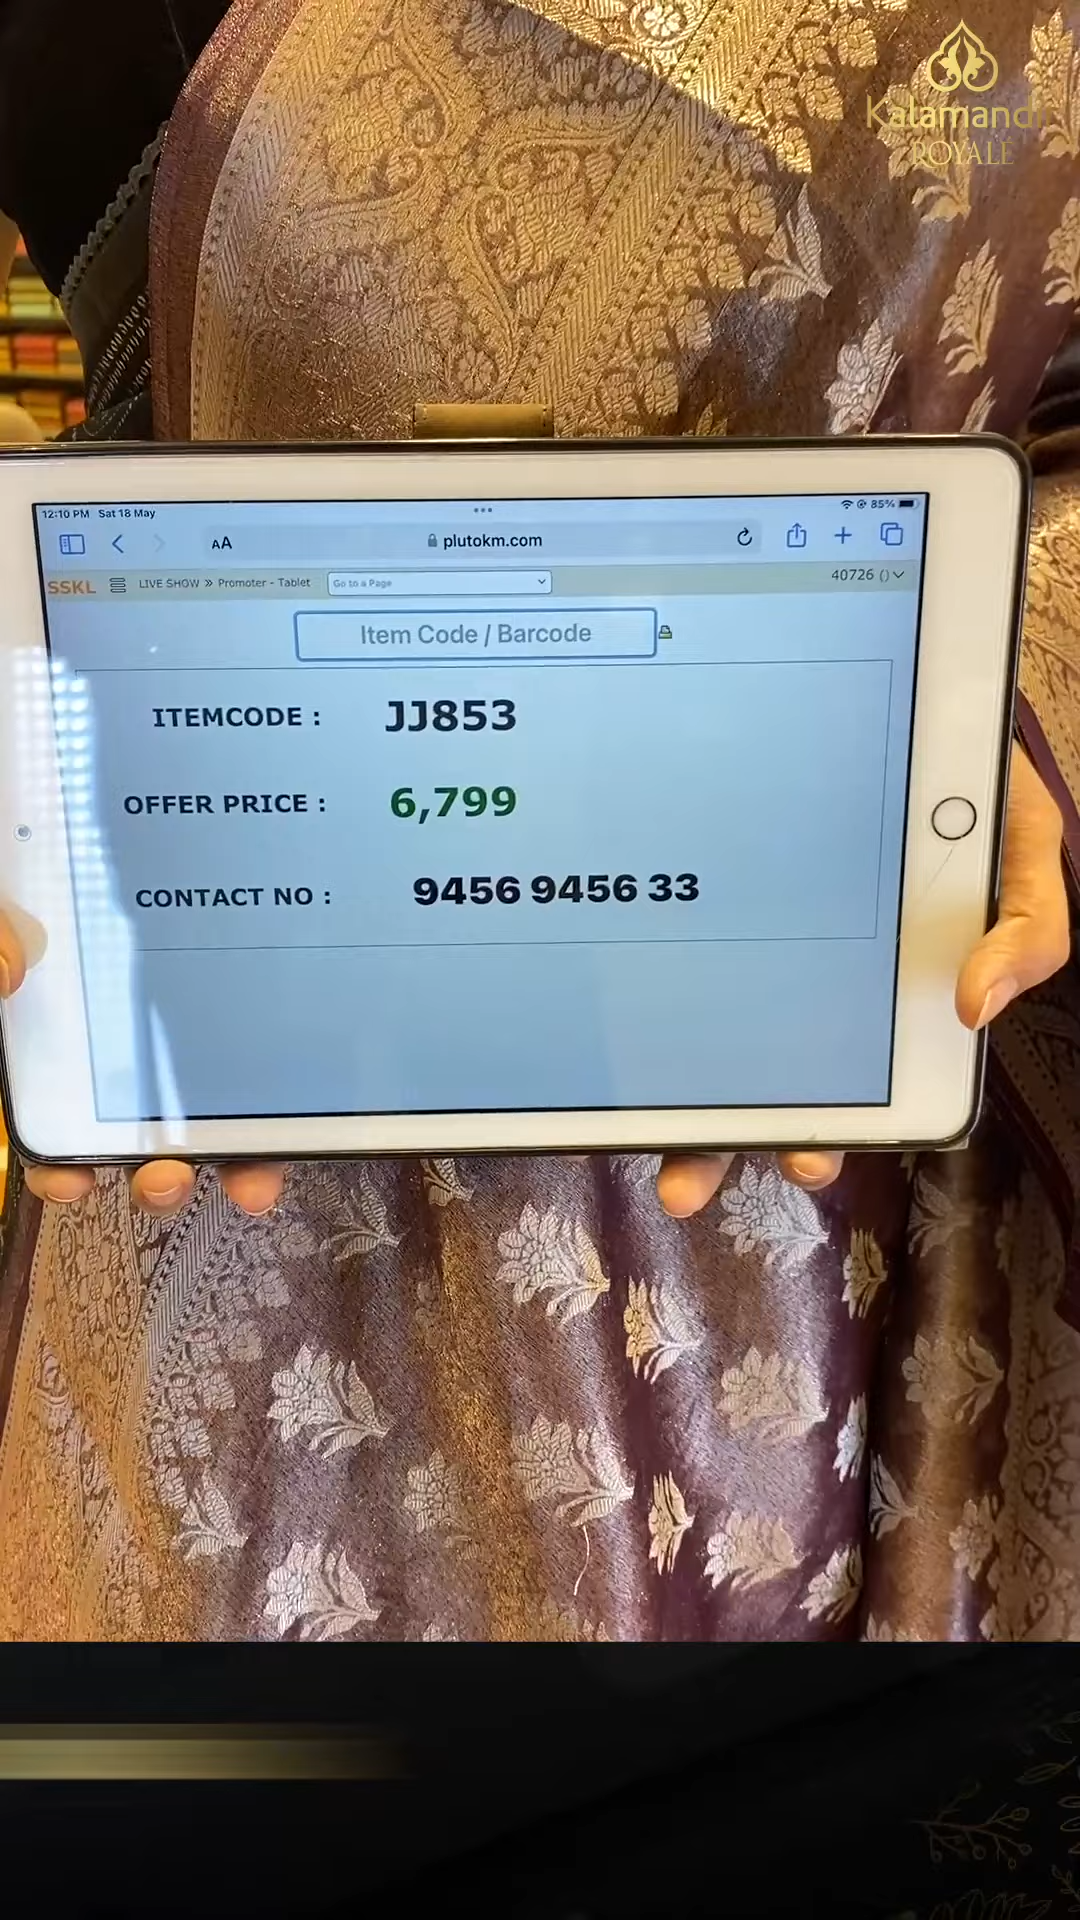 Kalamandir
ROYALE
12:10 PM Sat 18 May
85%
AA
plutokm.com
SSKL LIVE SHOW » Promoter - Tablet Go to a Page 40726 ()
Item Code / Barcode
ITEMCODE : JJ853
OFFER PRICE : 6,799
CONTACT NO : 9456 9456 33